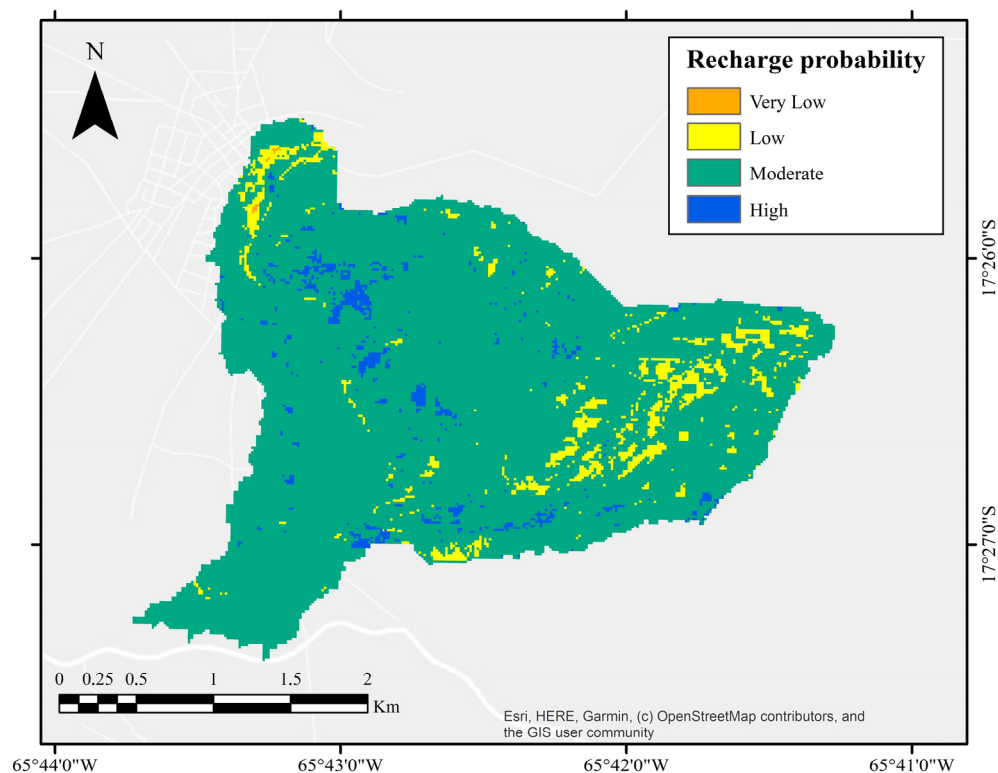 N
Recharge probability
Very Low
Low
Moderate
High
17°26'0"S
17°27'0"S
0 0.25 0.5 1 1.5 2
Km
Esri, HERE, Garmin, (c) OpenStreetMap contributors, and
the GIS user community
65°44'0"W 65°43'0"W 65°42'0"W 65°41'0"W